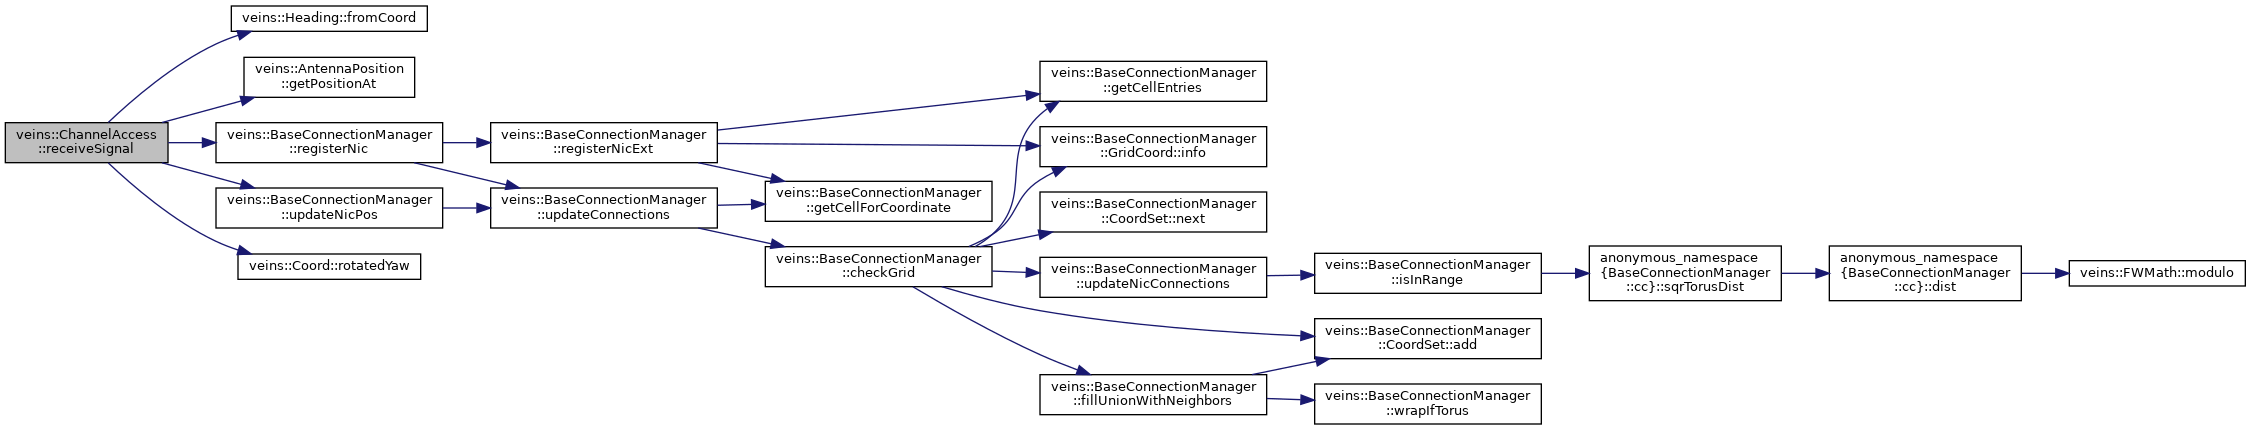 veins::Heading::fromCoord
veins::AntennaPosition
::getPositionAt
veins::ChannelAccess
::receiveSignal
veins::BaseConnectionManager
::registerNic
veins::BaseConnectionManager
::updateNicPos
veins::Coord::rotatedYaw
veins::BaseConnectionManager
::registerNicExt
veins::BaseConnectionManager
::updateConnections
veins::BaseConnectionManager
::getCellForCoordinate
veins::BaseConnectionManager
::checkGrid
veins::BaseConnectionManager
::getCellEntries
veins::BaseConnectionManager
::GridCoord::info
veins::BaseConnectionManager
::CoordSet::next
veins::BaseConnectionManager
::updateNicConnections
veins::BaseConnectionManager
::fillUnionWithNeighbors
veins::BaseConnectionManager
::isInRange
veins::BaseConnectionManager
::CoordSet::add
veins::BaseConnectionManager
::wrapIfTorus
anonymous_namespace
{BaseConnectionManager
::cc}::sqrTorusDist
anonymous_namespace
{BaseConnectionManager
::cc}::dist
veins::FWMath::modulo